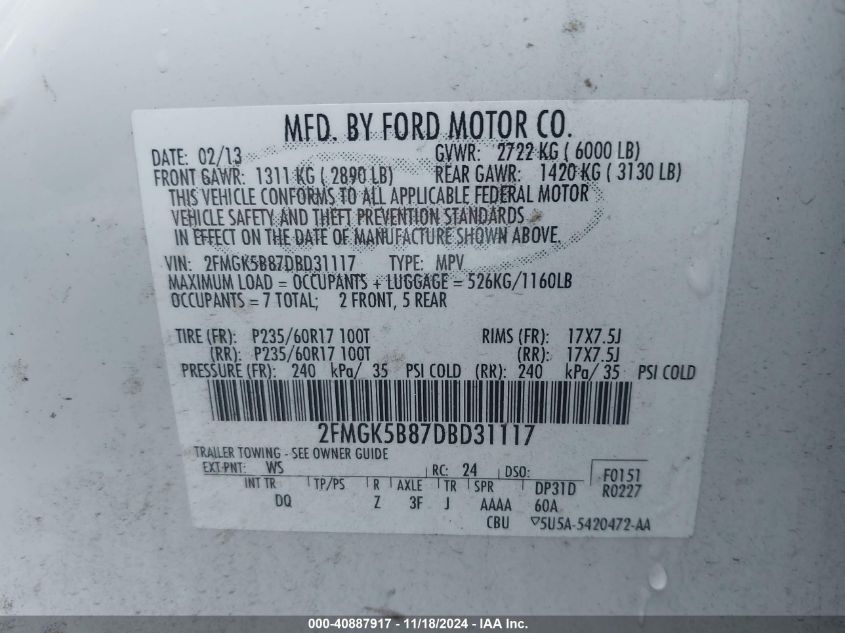 MFD. BY FORD MOTOR CO.
DATE: 02/13 GVWR: 2722 KG ( 6000 LB)
FRONT GAWR: 1311 KG ( 2890 LB) REAR GAWR: 1420 KG ( 3130 LB)
THIS VEHICLE CONFORMS TO ALL APPLICABLE FEDERAL MOTOR
VEHICLE SAFETY AND THEFT PREVENTION STANDARDS
IN EFFECT ON THE DATE OF MANUFACTURE SHOWN ABOVE.
VIN: 2FMGK5B87DBD31117 TYPE: MPV
MAXIMUM LOAD = OCCUPANTS + LUGGAGE = 526KG/1160LB
OCCUPANTS = 7 TOTAL; 2 FRONT, 5 REAR
TIRE (FR): P235/60R17 100T RIMS (FR): 17X7.5J
(RR): P235/60R17 100T (RR): 17X7.5J
PRESSURE (FR): 240 kPa/ 35 PSI COLD (RR): 240 kPa/ 35 PSI COLD
2FMGK5B87DBD31117
TRAILER TOWING - SEE OWNER GUIDE
EXT PNT: WS RC: 24 DSO: F0151
INT TR TP/PS R AXLE TR SPR DP31D R0227
DQ Z 3F J AAAA 60A
CBU ▽5U5A-5420472-AA
000-40887917 - 11/18/2024 - IAA Inc.